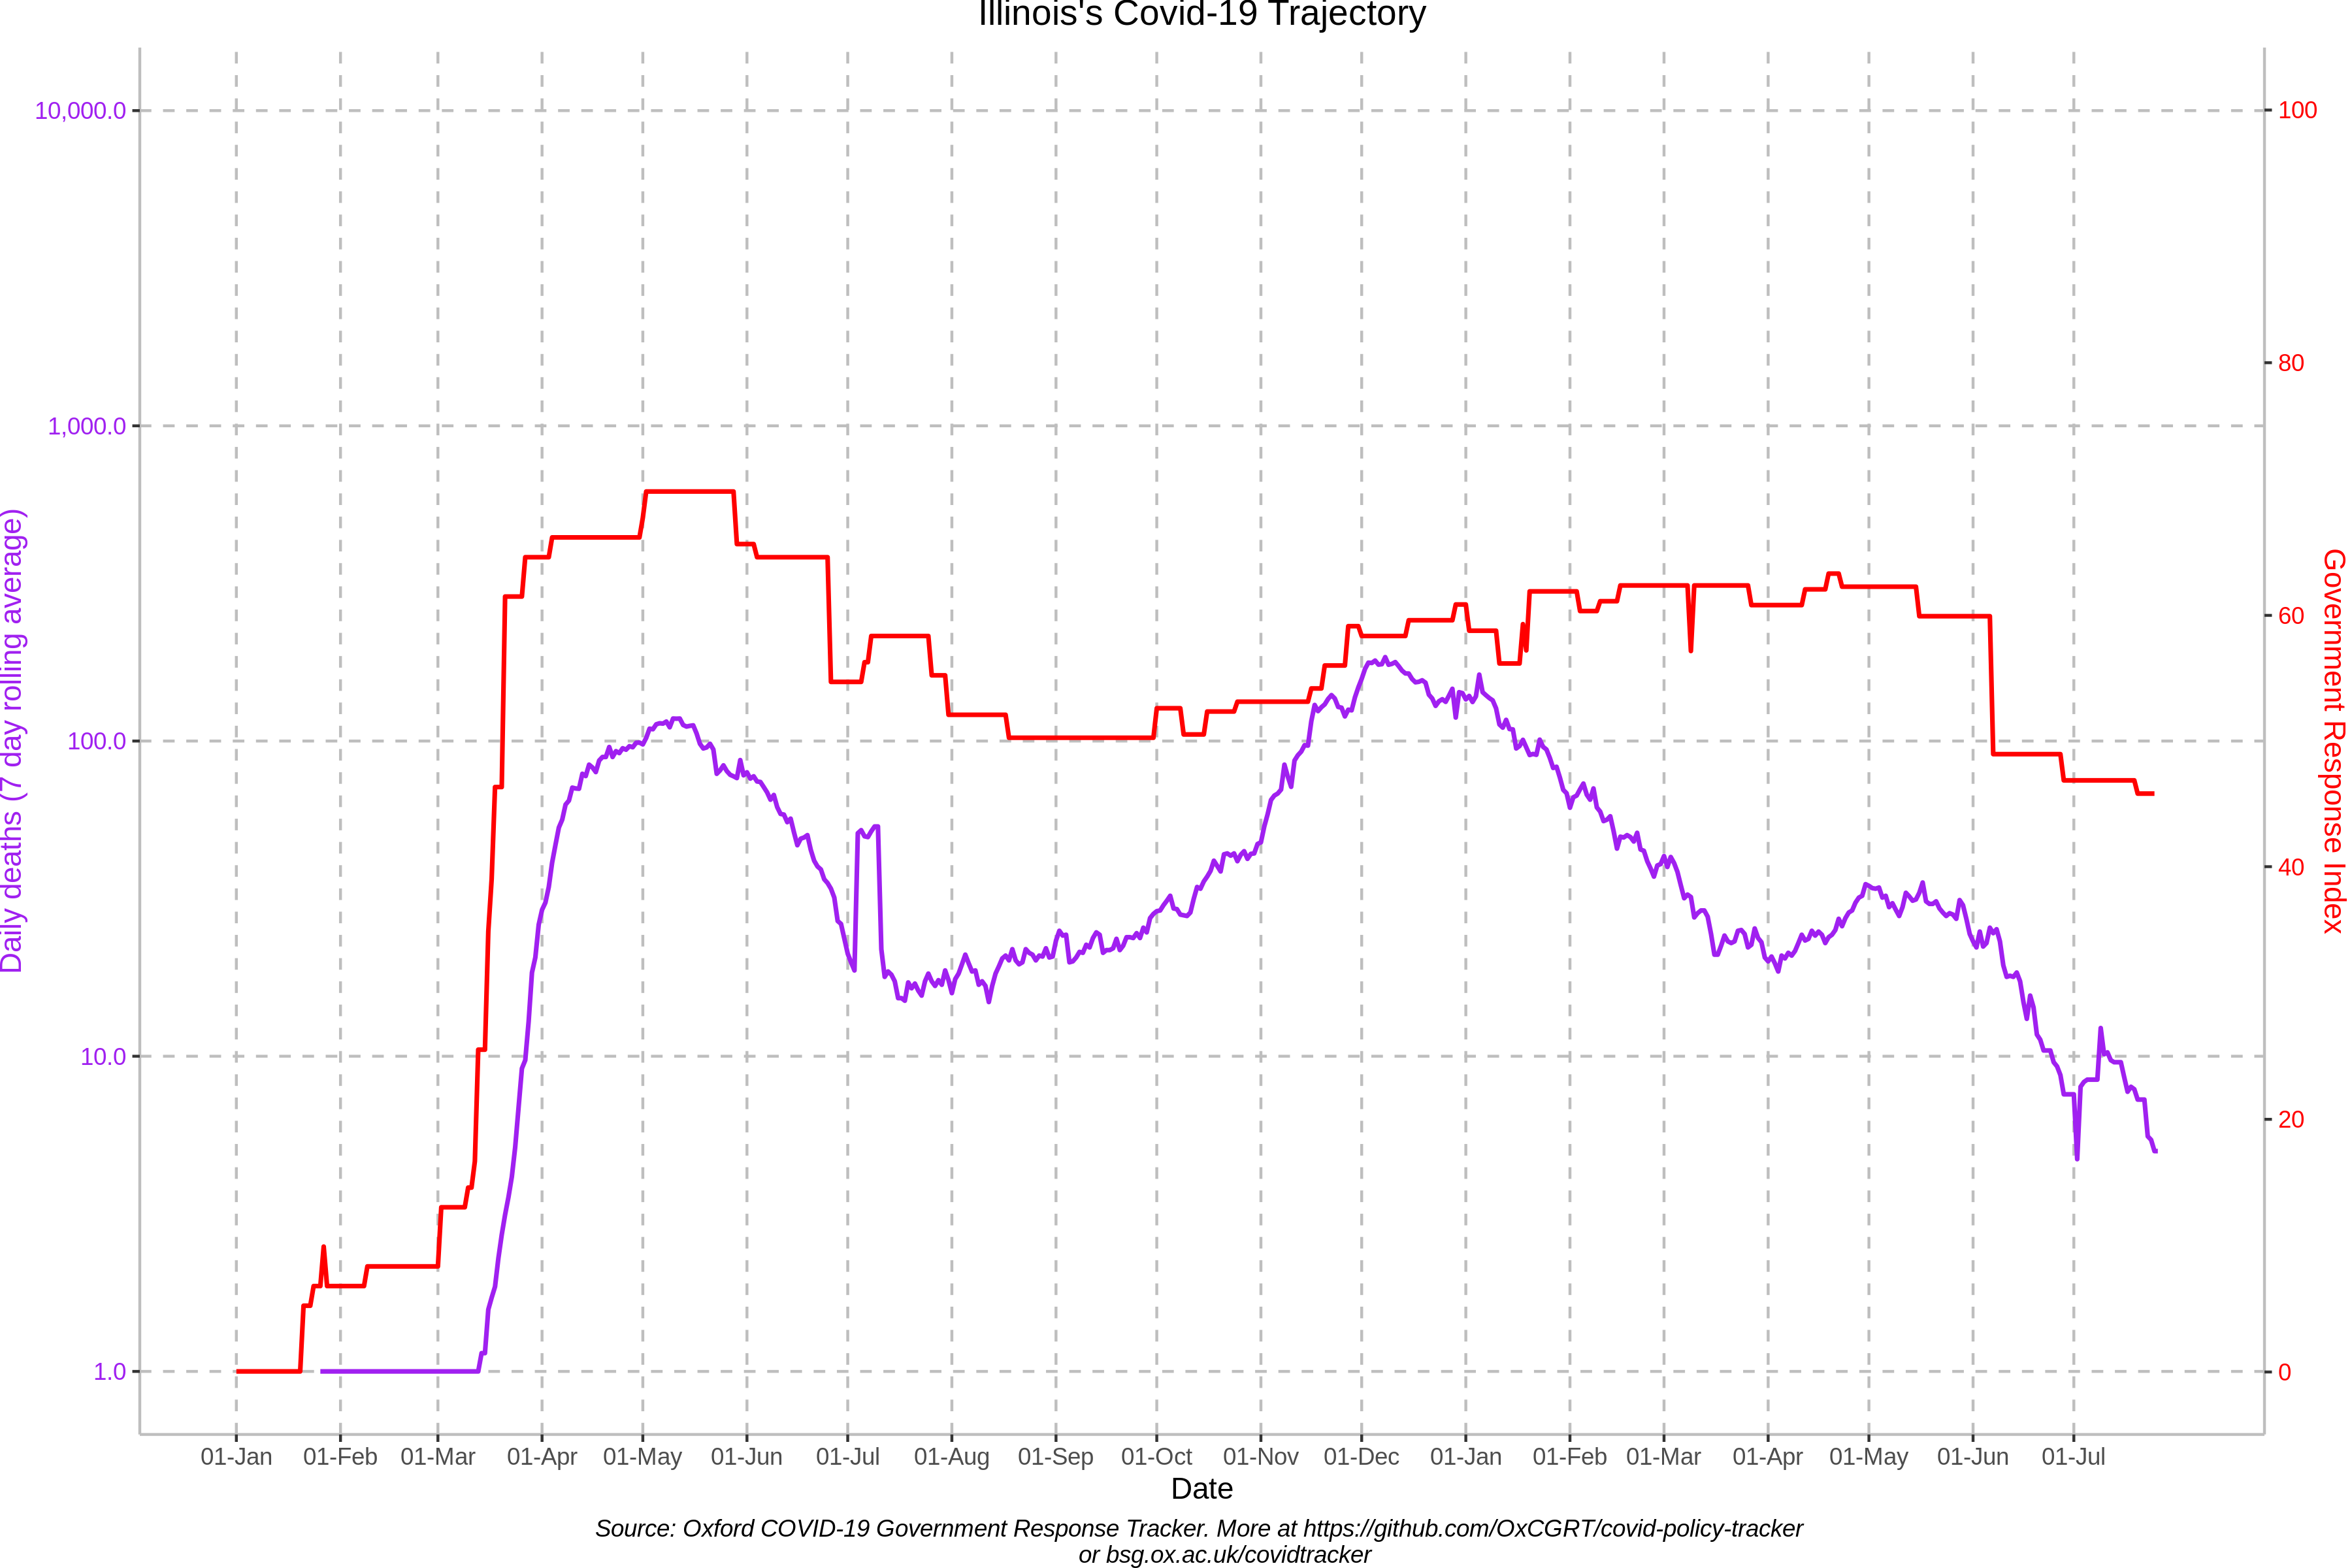 Illinois's Covid-19 Trajectory
10,000.0
1,000.0
100.0
10.0
1.0
Daily deaths (7 day rolling average)
100
80
60
40
20
0
Government Response Index
01-Jan 01-Feb 01-Mar 01-Apr 01-May 01-Jun 01-Jul 01-Aug 01-Sep 01-Oct 01-Nov 01-Dec 01-Jan 01-Feb 01-Mar 01-Apr 01-May 01-Jun 01-Jul
Date
Source: Oxford COVID-19 Government Response Tracker. More at https://github.com/OxCGRT/covid-policy-tracker
or bsg.ox.ac.uk/covidtracker